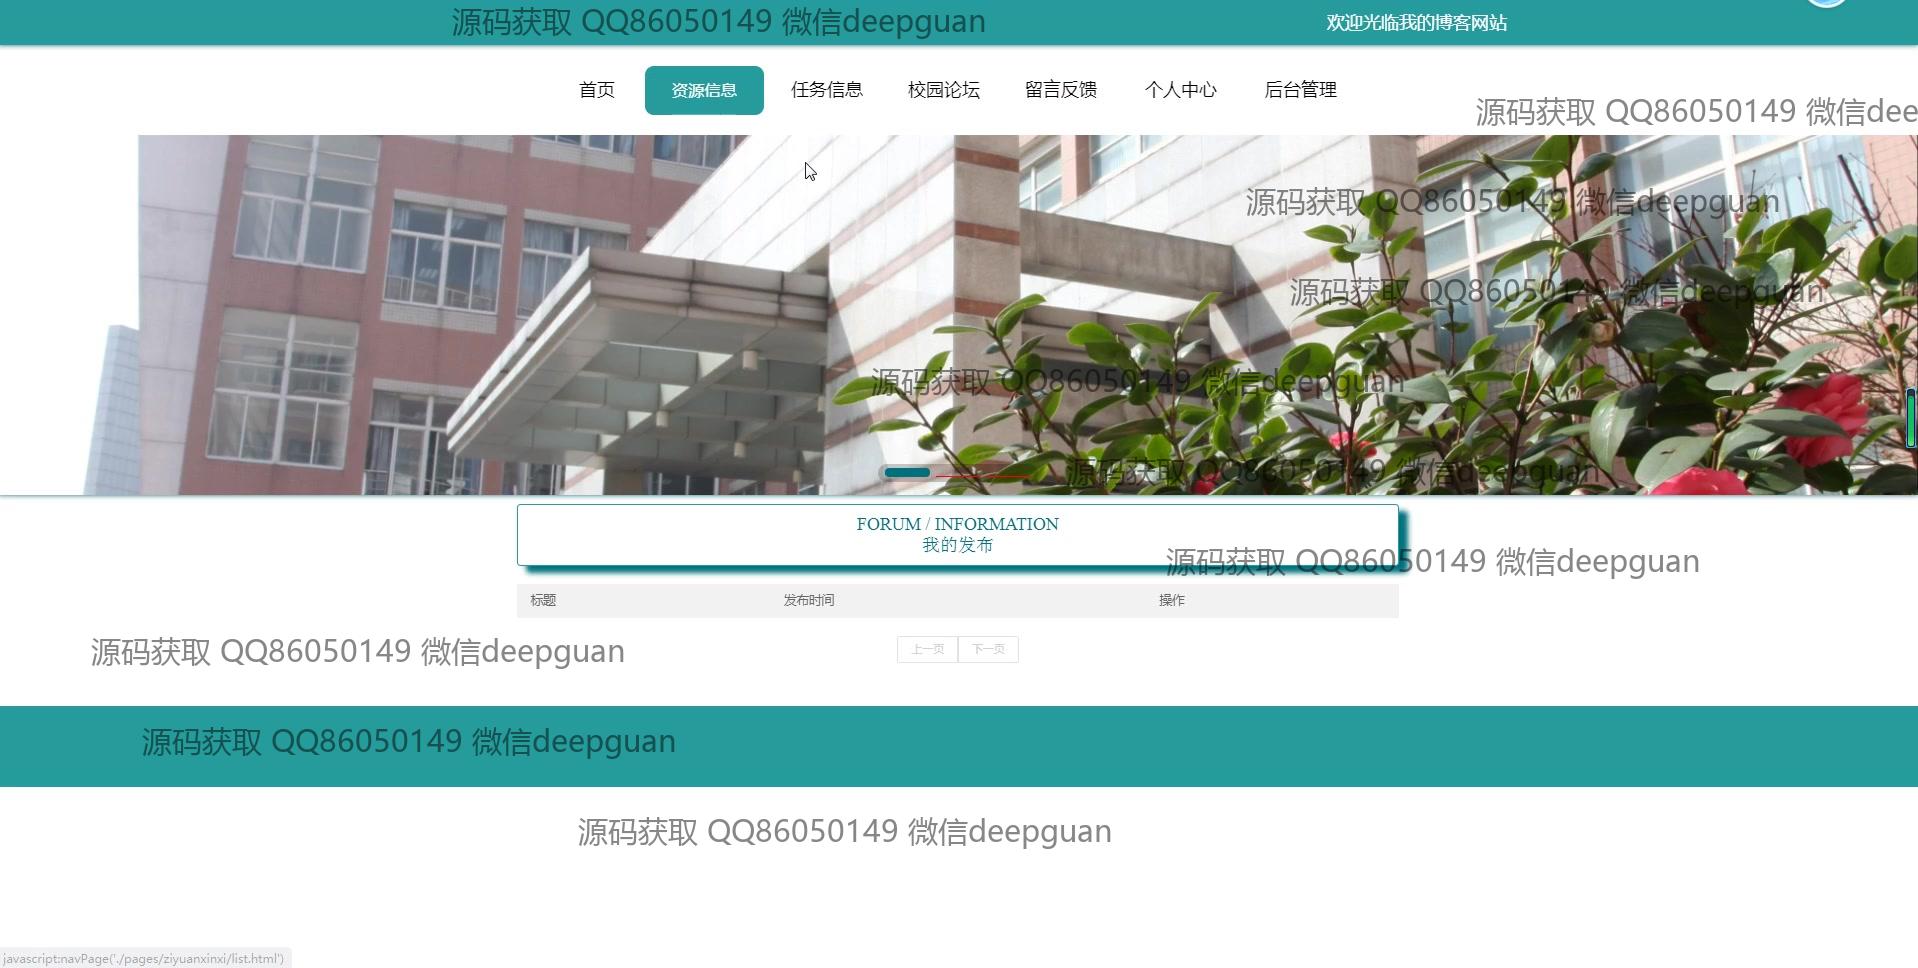 源码获取 QQ86050149 微信deepguan
欢迎光临我的博客网站
首页 资源信息 任务信息 校园论坛 留言反馈 个人中心 后台管理
源码获取 QQ86050149 微信dee
源码获取 QQ86050149 微信deepguan
源码获取 QQ86050149 微信deepguan
源码获取 QQ86050149 微信deepguan
源码获取 QQ86050149 微信deepguan
FORUM / INFORMATION
我的发布
源码获取 QQ86050149 微信deepguan
标题 发布时间 操作
源码获取 QQ86050149 微信deepguan
上一页 下一页
源码获取 QQ86050149 微信deepguan
源码获取 QQ86050149 微信deepguan
javascript:navPage('./pages/ziyuanxinxi/list.html')